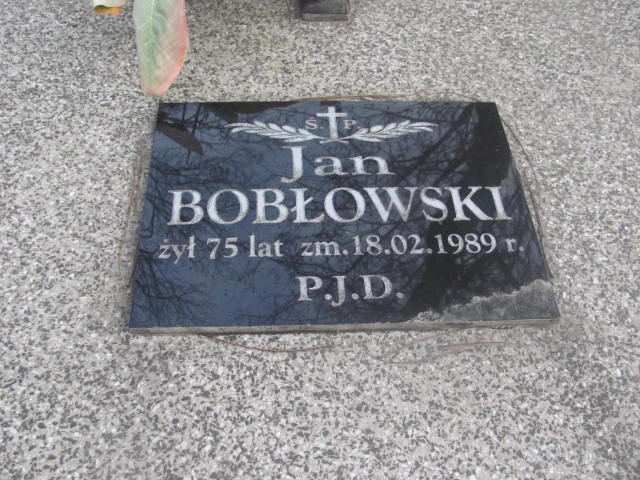 Ś.P.
Jan
BOBŁOWSKI
żył 75 lat zm.18.02.1989 r.
P.J.D.